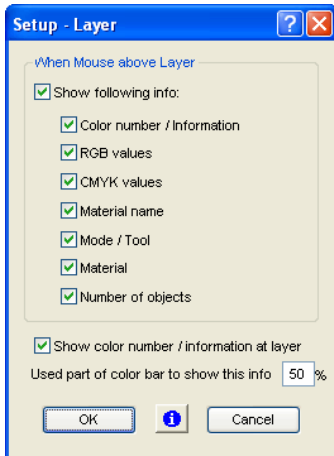 Setup - Layer
When Mouse above Layer
Show following info:
Color number / Information
RGB values
CMYK values
Material name
Mode / Tool
Material
Number of objects
Show color number / information at layer
Used part of color bar to show this info 50 %
OK Cancel